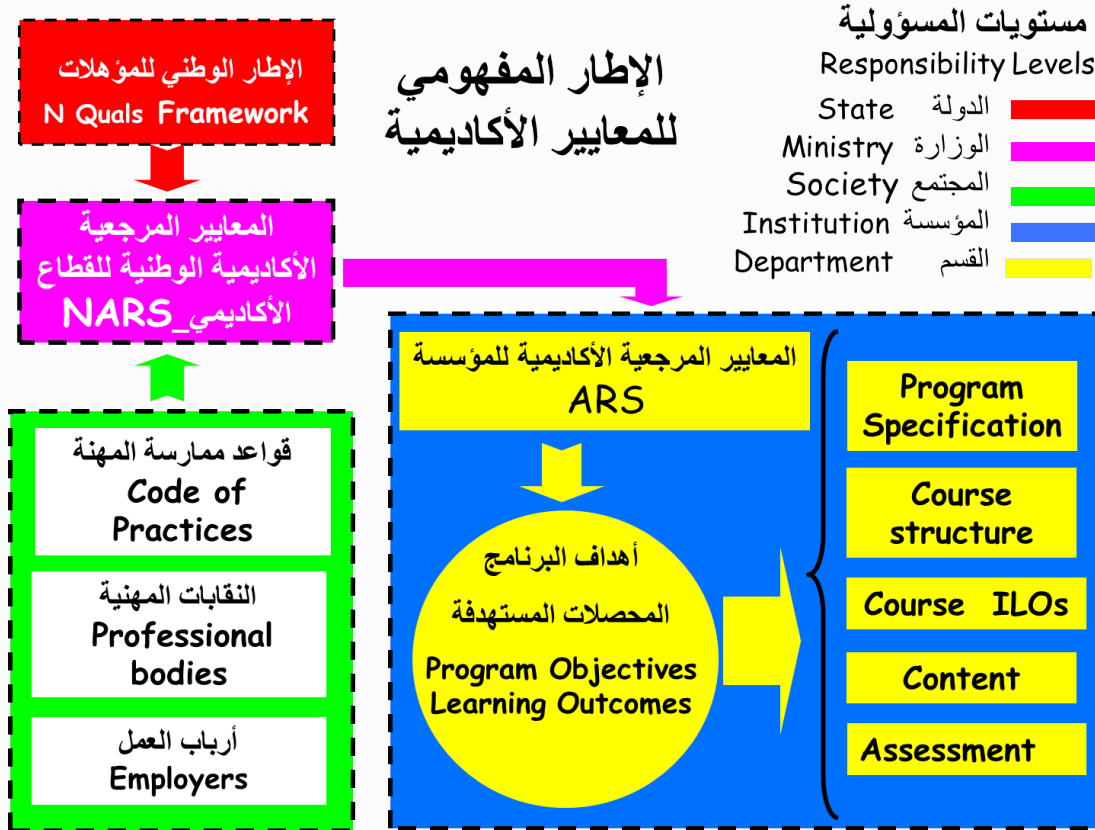 الإطار الوطني للمؤهلات
N Quals Framework
الإطار المفهومي
للمعايير الأكاديمية
مستويات المسؤولية
Responsibility Levels
State الدولة
Ministry الوزارة
Society المجتمع
Institution المؤسسة
Department القسم
المعايير المرجعية
الأكاديمية الوطنية للقطاع
الأكاديمي_NARS
قواعد ممارسة المهنة
Code of
Practices
النقابات المهنية
Professional
bodies
أرباب العمل
Employers
المعايير المرجعية الأكاديمية للمؤسسة
ARS
أهداف البرنامج
المحصلات المستهدفة
Program Objectives
Learning Outcomes
Program
Specification
Course
structure
Course ILOs
Content
Assessment